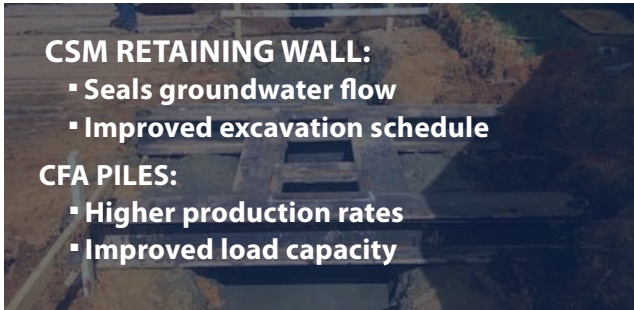 CSM RETAINING WALL:
▪ Seals groundwater flow
▪ Improved excavation schedule
CFA PILES:
▪ Higher production rates
▪ Improved load capacity